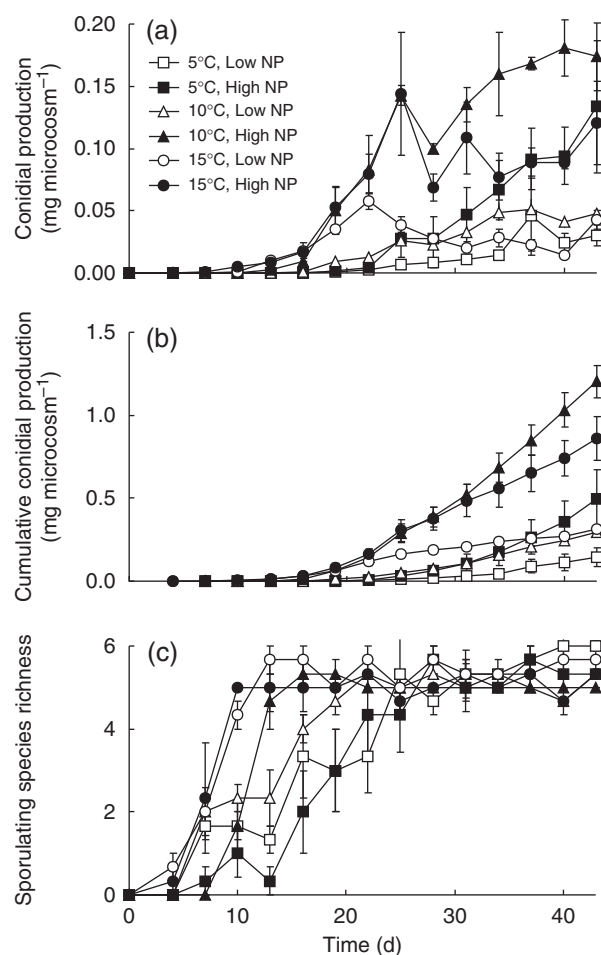 (a)
0.20
0.15
0.10
0.05
0.00
Conidial production
(mg microcosm−1)
5°C, Low NP
5°C, High NP
10°C, Low NP
10°C, High NP
15°C, Low NP
15°C, High NP
(b)
1.5
1.0
0.5
0.0
Cumulative conidial production
(mg microcosm−1)
(c)
6
4
2
0
Sporulating species richness
0 10 20 30 40
Time (d)